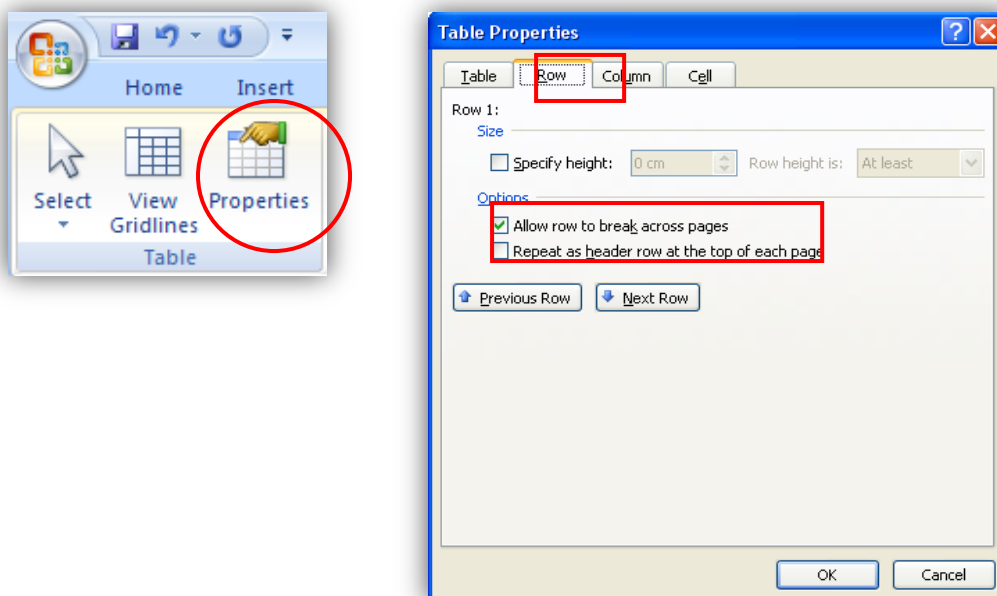 Home Insert
Select View Gridlines Properties
Table
Table Properties
Table Row Column Cell
Row 1:
Size
Specify height: 0 cm Row height is: At least
Options
Allow row to break across pages
Repeat as header row at the top of each page
Previous Row Next Row
OK Cancel